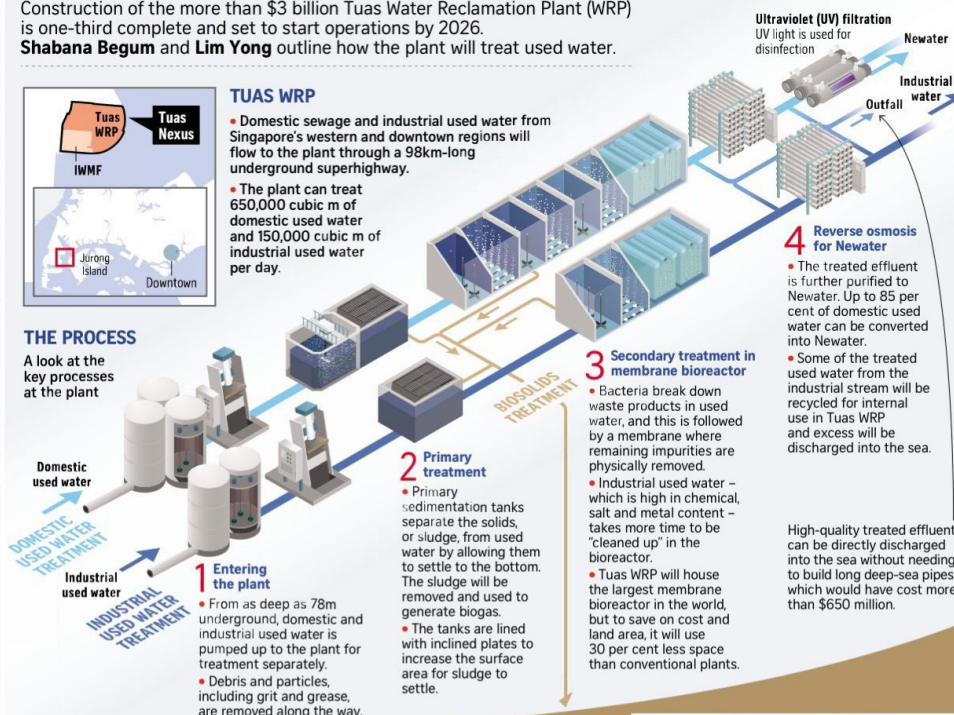 Construction of the more than $3 billion Tuas Water Reclamation Plant (WRP)
is one-third complete and set to start operations by 2026.
Shabana Begum and Lim Yong outline how the plant will treat used water.
Ultraviolet (UV) filtration
UV light is used for
disinfection
Newater
Industrial
water
Outfall
Tuas
WRP
Tuas
Nexus
IWMF
Jurong
Island
Downtown
TUAS WRP
• Domestic sewage and industrial used water from
Singapore's western and downtown regions will
flow to the plant through a 98km-long
underground superhighway.
• The plant can treat
650,000 cubic m of
domestic used water
and 150,000 cubic m of
industrial used water
per day.
THE PROCESS
A look at the
key processes
at the plant
Domestic
used water
DOMESTIC
USED WATER
TREATMENT
Industrial
used water
INDUSTRIAL
USED WATER
TREATMENT
1 Entering
the plant
• From as deep as 78m
underground, domestic and
industrial used water is
pumped up to the plant for
treatment separately.
• Debris and particles,
including grit and grease,
are removed along the way.
2 Primary
treatment
• Primary
sedimentation tanks
separate the solids,
or sludge, from used
water by allowing them
to settle to the bottom.
The sludge will be
removed and used to
generate biogas.
• The tanks are lined
with inclined plates to
increase the surface
area for sludge to
settle.
BIOSOLIDS
TREATMENT
3 Secondary treatment in
membrane bioreactor
• Bacteria break down
waste products in used
water, and this is followed
by a membrane where
remaining impurities are
physically removed.
• Industrial used water –
which is high in chemical,
salt and metal content –
takes more time to be
"cleaned up" in the
bioreactor.
• Tuas WRP will house
the largest membrane
bioreactor in the world,
but to save on cost and
land area, it will use
30 per cent less space
than conventional plants.
4 Reverse osmosis
for Newater
• The treated effluent
is further purified to
Newater. Up to 85 per
cent of domestic used
water can be converted
into Newater.
• Some of the treated
used water from the
industrial stream will be
recycled for internal
use in Tuas WRP
and excess will be
discharged into the sea.
High-quality treated effluent
can be directly discharged
into the sea without needing
to build long deep-sea pipes,
which would have cost more
than $650 million.